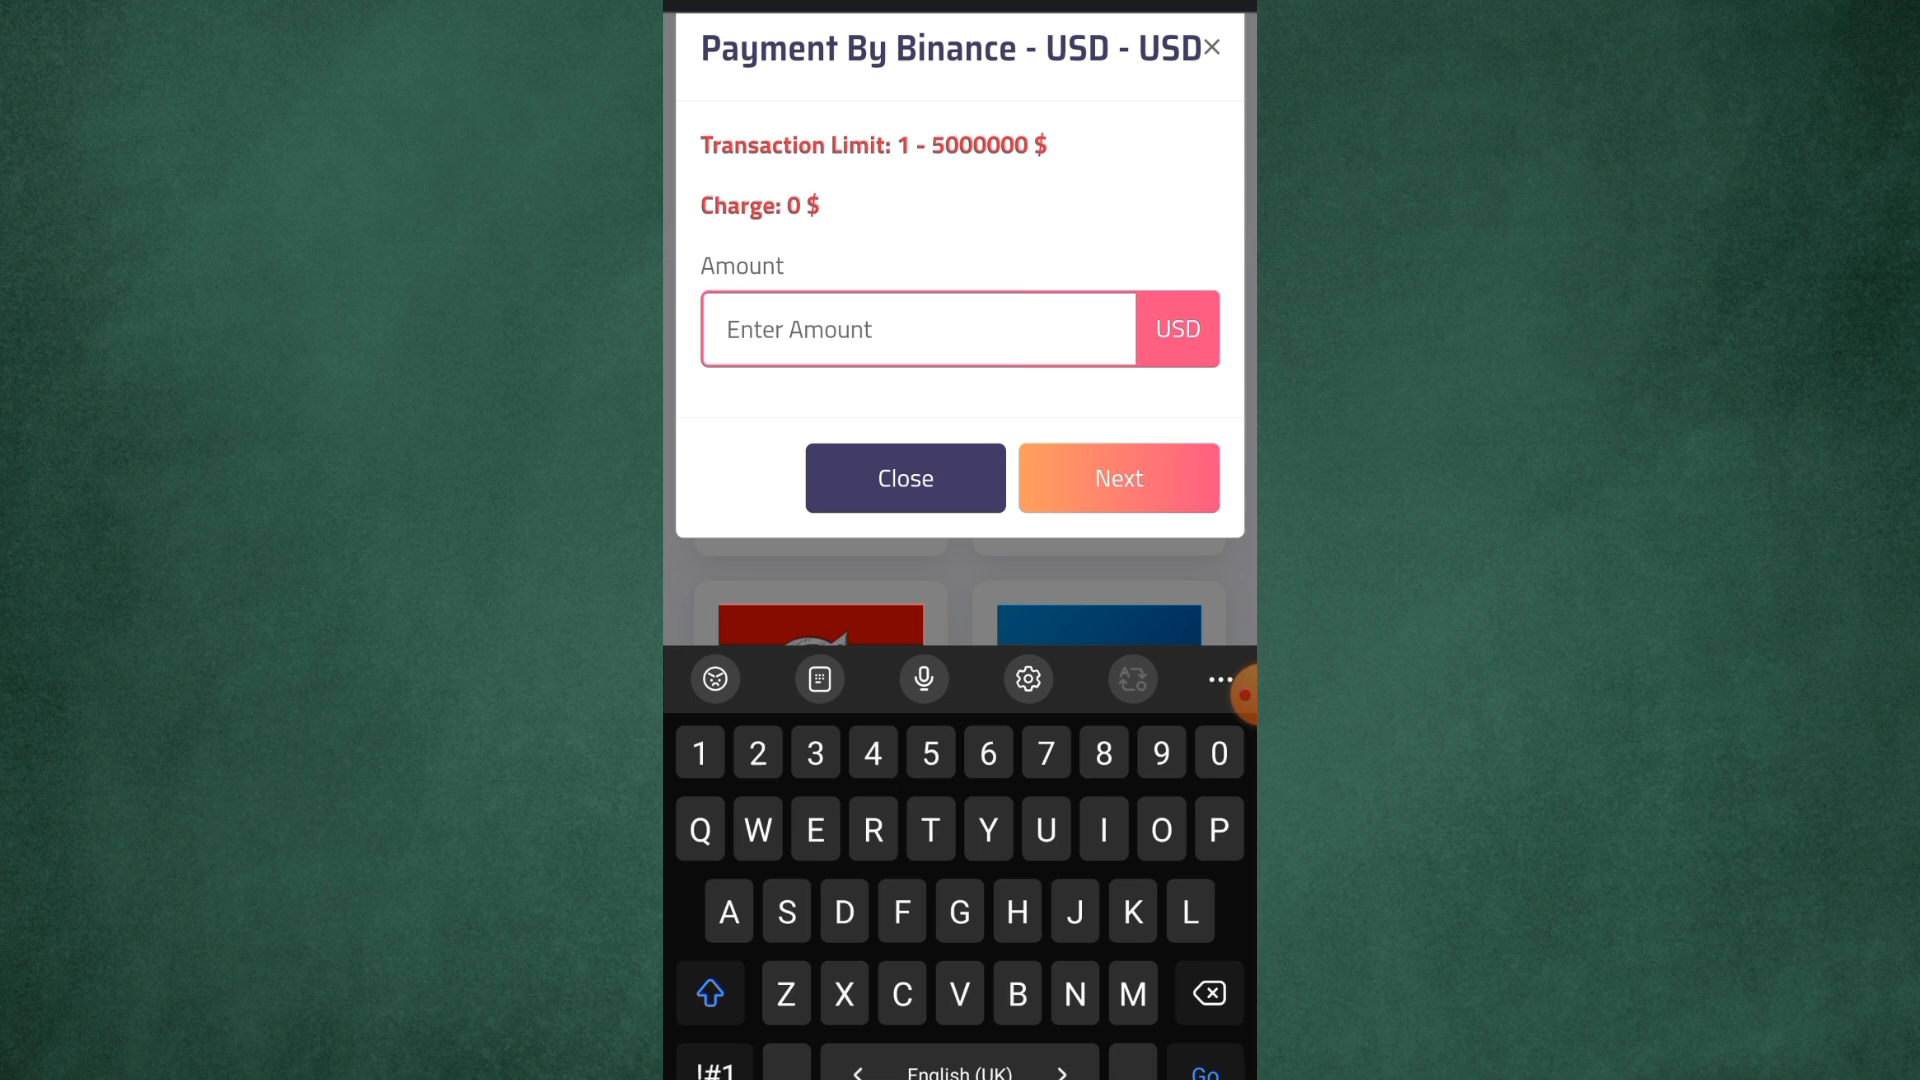 Payment By Binance - USD - USD×
Transaction Limit: 1 - 5000000 $
Charge: 0 $
Amount
Enter Amount USD
Close Next
1 2 3 4 5 6 7 8 9 0
Q W E R T Y U I O P
A S D F G H J K L
Z X C V B N M
!#1 < English (UK) > Go